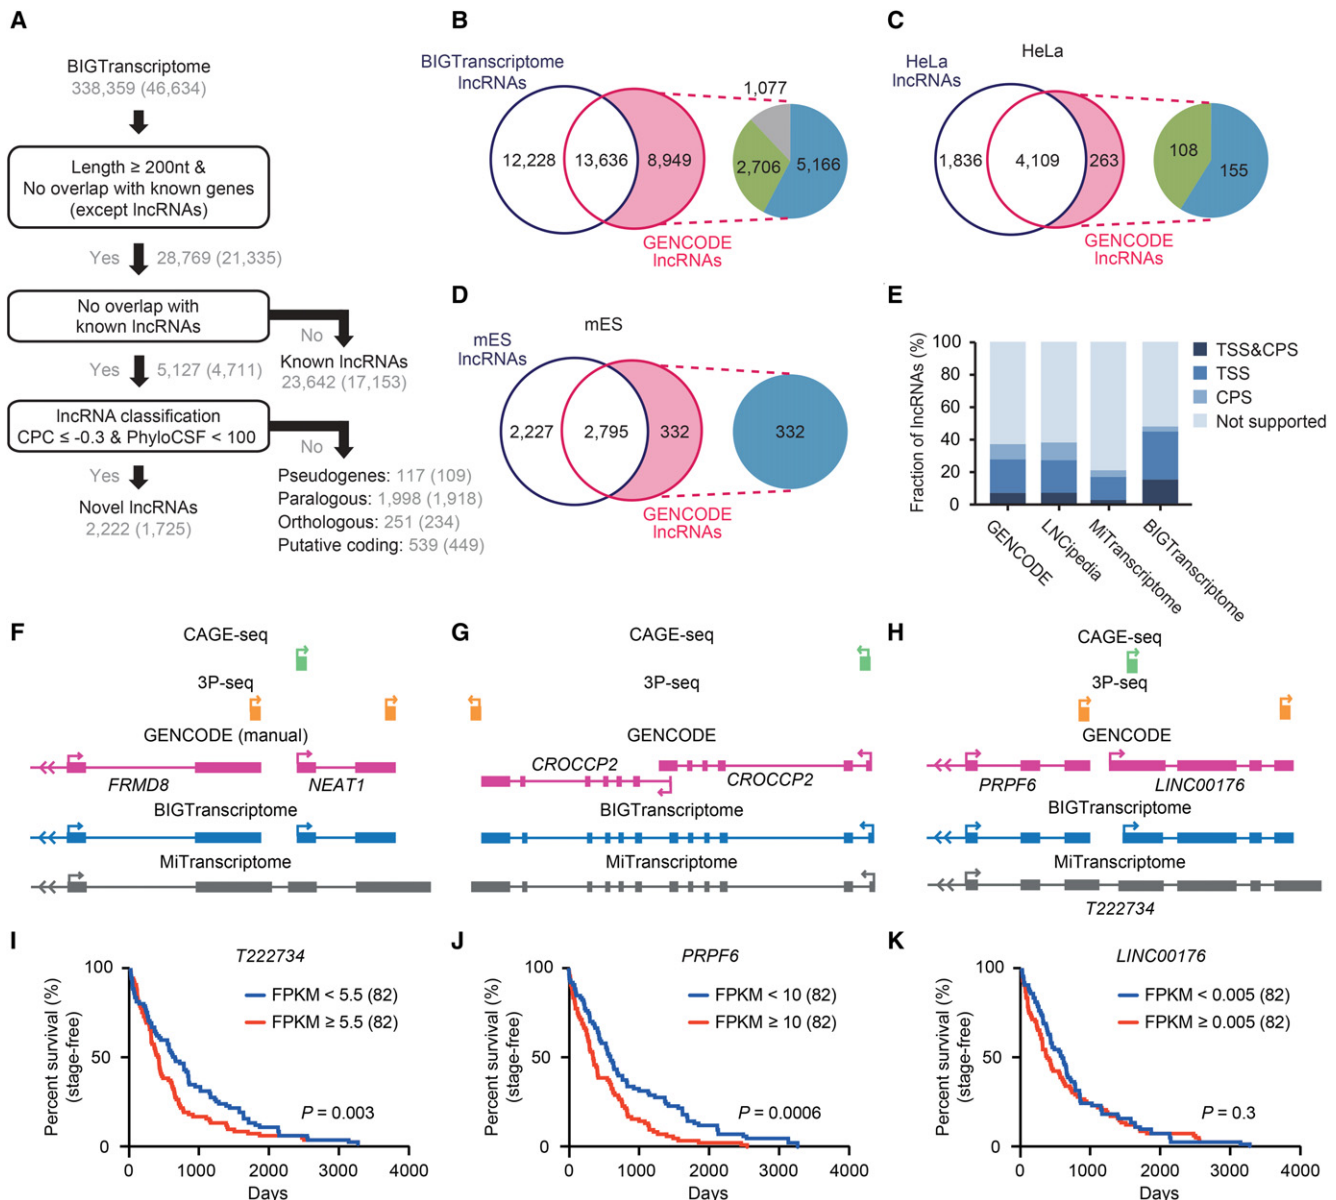 A
BIGTranscriptome
338,359 (46,634)
Length ≥ 200nt &
No overlap with known genes
(except lncRNAs)
Yes
28,769 (21,335)
No overlap with
known lncRNAs
No
Known lncRNAs
23,642 (17,153)
Yes
5,127 (4,711)
lncRNA classification
CPC ≤ -0.3 & PhyloCSF < 100
No
Yes
Pseudogenes: 117 (109)
Paralogous: 1,998 (1,918)
Orthologous: 251 (234)
Putative coding: 539 (449)
Novel lncRNAs
2,222 (1,725)
B
BIGTranscriptome
lncRNAs
1,077
12,228
13,636
8,949
2,706
5,166
GENCODE
lncRNAs
C
HeLa
HeLa
lncRNAs
1,836
4,109
263
108
155
GENCODE
lncRNAs
D
mES
mES
lncRNAs
2,227
2,795
332
332
GENCODE
lncRNAs
E
Fraction of lncRNAs (%)
100
80
60
40
20
0
GENCODE
LNCipedia
MiTranscriptome
BIGTranscriptome
TSS&CPS
TSS
CPS
Not supported
F
CAGE-seq
3P-seq
GENCODE (manual)
FRMD8
NEAT1
BIGTranscriptome
MiTranscriptome
G
CAGE-seq
3P-seq
GENCODE
CROCCP2
CROCCP2
BIGTranscriptome
MiTranscriptome
H
CAGE-seq
3P-seq
GENCODE
PRPF6
LINC00176
BIGTranscriptome
MiTranscriptome
T222734
I
T222734
Percent survival (%)
(stage-free)
100
50
0
FPKM < 5.5 (82)
FPKM ≥ 5.5 (82)
P = 0.003
0
1000
2000
3000
4000
Days
J
PRPF6
Percent survival (%)
(stage-free)
100
50
0
FPKM < 10 (82)
FPKM ≥ 10 (82)
P = 0.0006
0
1000
2000
3000
4000
Days
K
LINC00176
Percent survival (%)
(stage-free)
100
50
0
FPKM < 0.005 (82)
FPKM ≥ 0.005 (82)
P = 0.3
0
1000
2000
3000
4000
Days